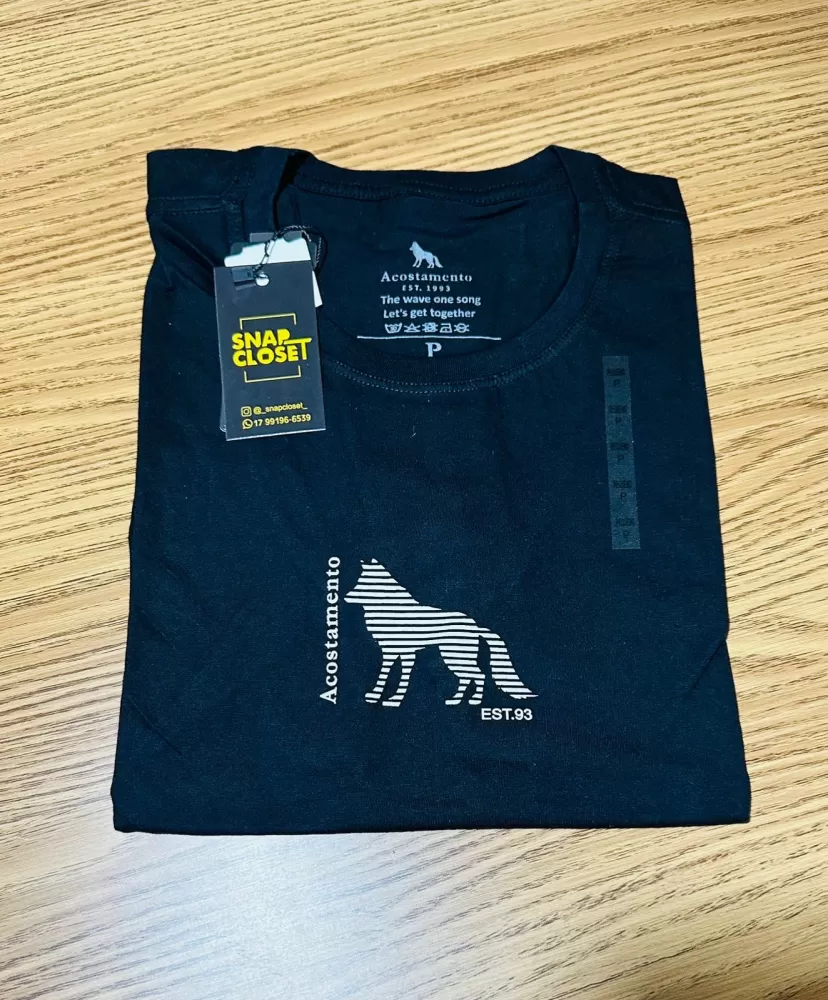 Acostamento
EST. 1993
The wave one song
Let's get together
P
SNAP
CLOSET
@_snapcloset_
17 99196-6539
P
P
P
P
P
Acostamento
EST.93